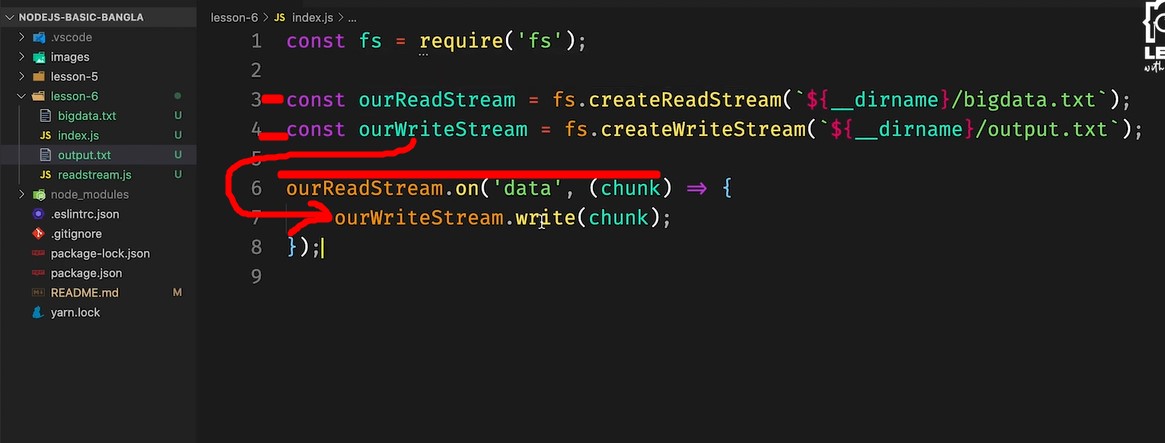 NODEJS-BASIC-BANGLA
.vscode
images
lesson-5
lesson-6
bigdata.txt U
JS index.js U
output.txt U
JS readstream.js U
node_modules
.eslintrc.json
.gitignore
package-lock.json
package.json
README.md M
yarn.lock
lesson-6 > JS index.js > ...
1 const fs = require('fs');
2
3 const ourReadStream = fs.createReadStream(`${__dirname}/bigdata.txt`);
4 const ourWriteStream = fs.createWriteStream(`${__dirname}/output.txt`);
5
6 ourReadStream.on('data', (chunk) => {
7 ourWriteStream.write(chunk);
8 });
9
LE
with